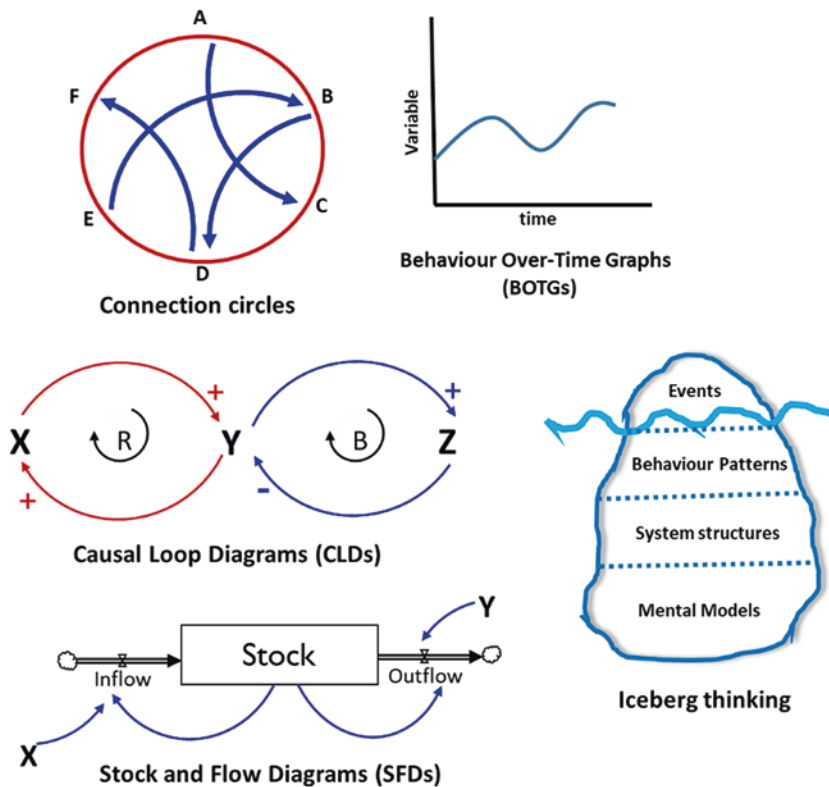 A
F
B
E
C
D
Connection circles
Variable
time
Behaviour Over-Time Graphs
(BOTGs)
X
+
R
+
Y
B
+
-
Z
Causal Loop Diagrams (CLDs)
Events
Behaviour Patterns
System structures
Mental Models
Iceberg thinking
Stock
Inflow
Outflow
Y
X
Stock and Flow Diagrams (SFDs)